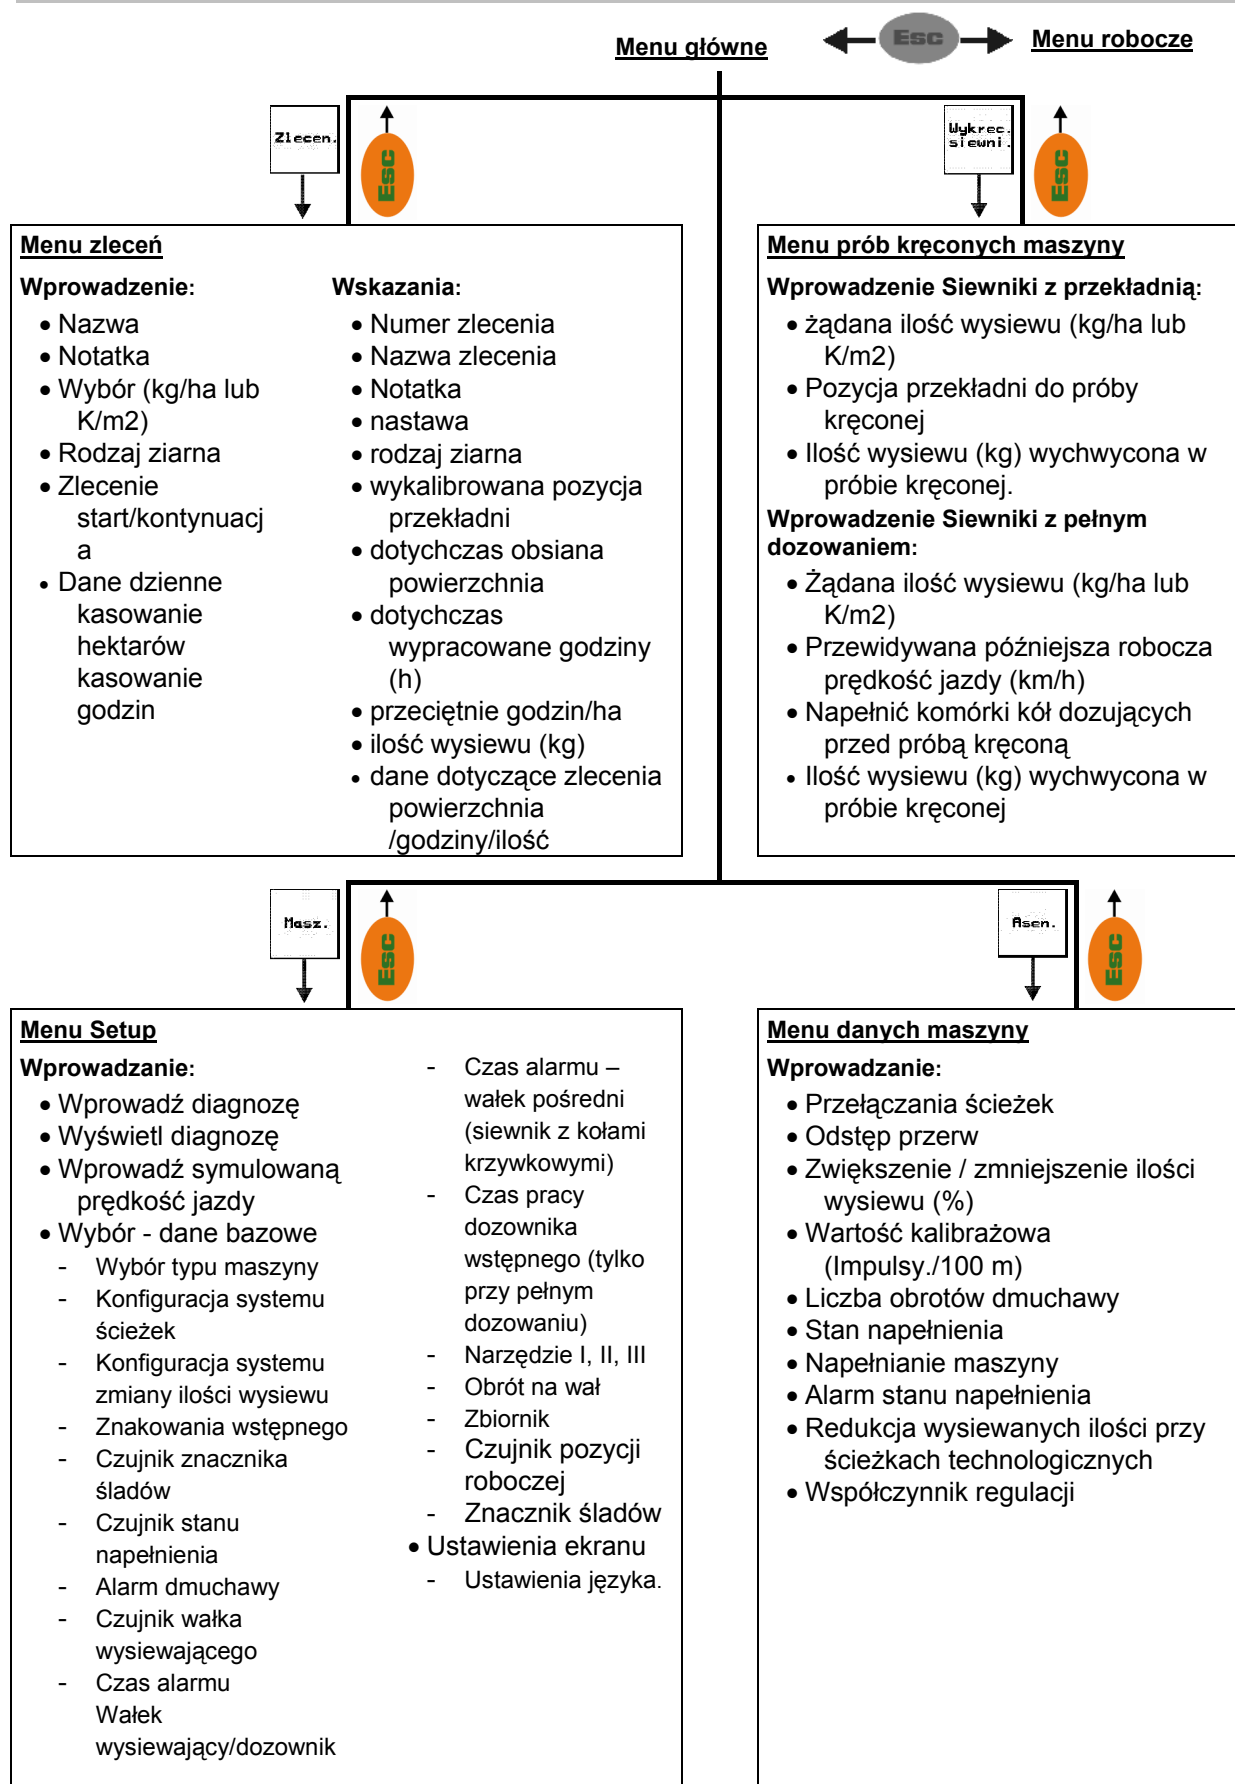 Menu główne
Esc
Menu robocze
Zlecen.
Esc
Wykrec.
siewni.
Esc
Menu zleceń
Wprowadzenie:
• Nazwa
• Notatka
• Wybór (kg/ha lub
K/m2)
• Rodzaj ziarna
• Zlecenie
start/kontynuacj
a
• Dane dzienne
kasowanie
hektarów
kasowanie
godzin
Wskazania:
• Numer zlecenia
• Nazwa zlecenia
• Notatka
• nastawa
• rodzaj ziarna
• wykalibrowana pozycja
przekładni
• dotychczas obsiana
powierzchnia
• dotychczas
wypracowane godziny
(h)
• przeciętnie godzin/ha
• ilość wysiewu (kg)
• dane dotyczące zlecenia
powierzchnia
/godziny/ilość
Menu prób kręconych maszyny
Wprowadzenie Siewniki z przekładnią:
• żądana ilość wysiewu (kg/ha lub
K/m2)
• Pozycja przekładni do próby
kręconej
• Ilość wysiewu (kg) wychwycona w
próbie kręconej.
Wprowadzenie Siewniki z pełnym
dozowaniem:
• Żądana ilość wysiewu (kg/ha lub
K/m2)
• Przewidywana późniejsza robocza
prędkość jazdy (km/h)
• Napełnić komórki kół dozujących
przed próbą kręconą
• Ilość wysiewu (kg) wychwycona w
próbie kręconej
Masz.
Esc
Asen.
Esc
Menu Setup
Wprowadzanie:
• Wprowadź diagnozę
• Wyświetl diagnozę
• Wprowadź symulowaną
prędkość jazdy
• Wybór - dane bazowe
- Wybór typu maszyny
- Konfiguracja systemu
ścieżek
- Konfiguracja systemu
zmiany ilości wysiewu
- Znakowania wstępnego
- Czujnik znacznika
śladów
- Czujnik stanu
napełnienia
- Alarm dmuchawy
- Czujnik wałka
wysiewającego
- Czas alarmu
Wałek
wysiewający/dozownik
- Czas alarmu –
wałek pośredni
(siewnik z kołami
krzywkowymi)
- Czas pracy
dozownika
wstępnego (tylko
przy pełnym
dozowaniu)
- Narzędzie I, II, III
- Obrót na wał
- Zbiornik
- Czujnik pozycji
roboczej
- Znacznik śladów
• Ustawienia ekranu
- Ustawienia języka.
Menu danych maszyny
Wprowadzanie:
• Przełączania ścieżek
• Odstęp przerw
• Zwiększenie / zmniejszenie ilości
wysiewu (%)
• Wartość kalibrażowa
(Impulsy./100 m)
• Liczba obrotów dmuchawy
• Stan napełnienia
• Napełnianie maszyny
• Alarm stanu napełnienia
• Redukcja wysiewanych ilości przy
ścieżkach technologicznych
• Współczynnik regulacji